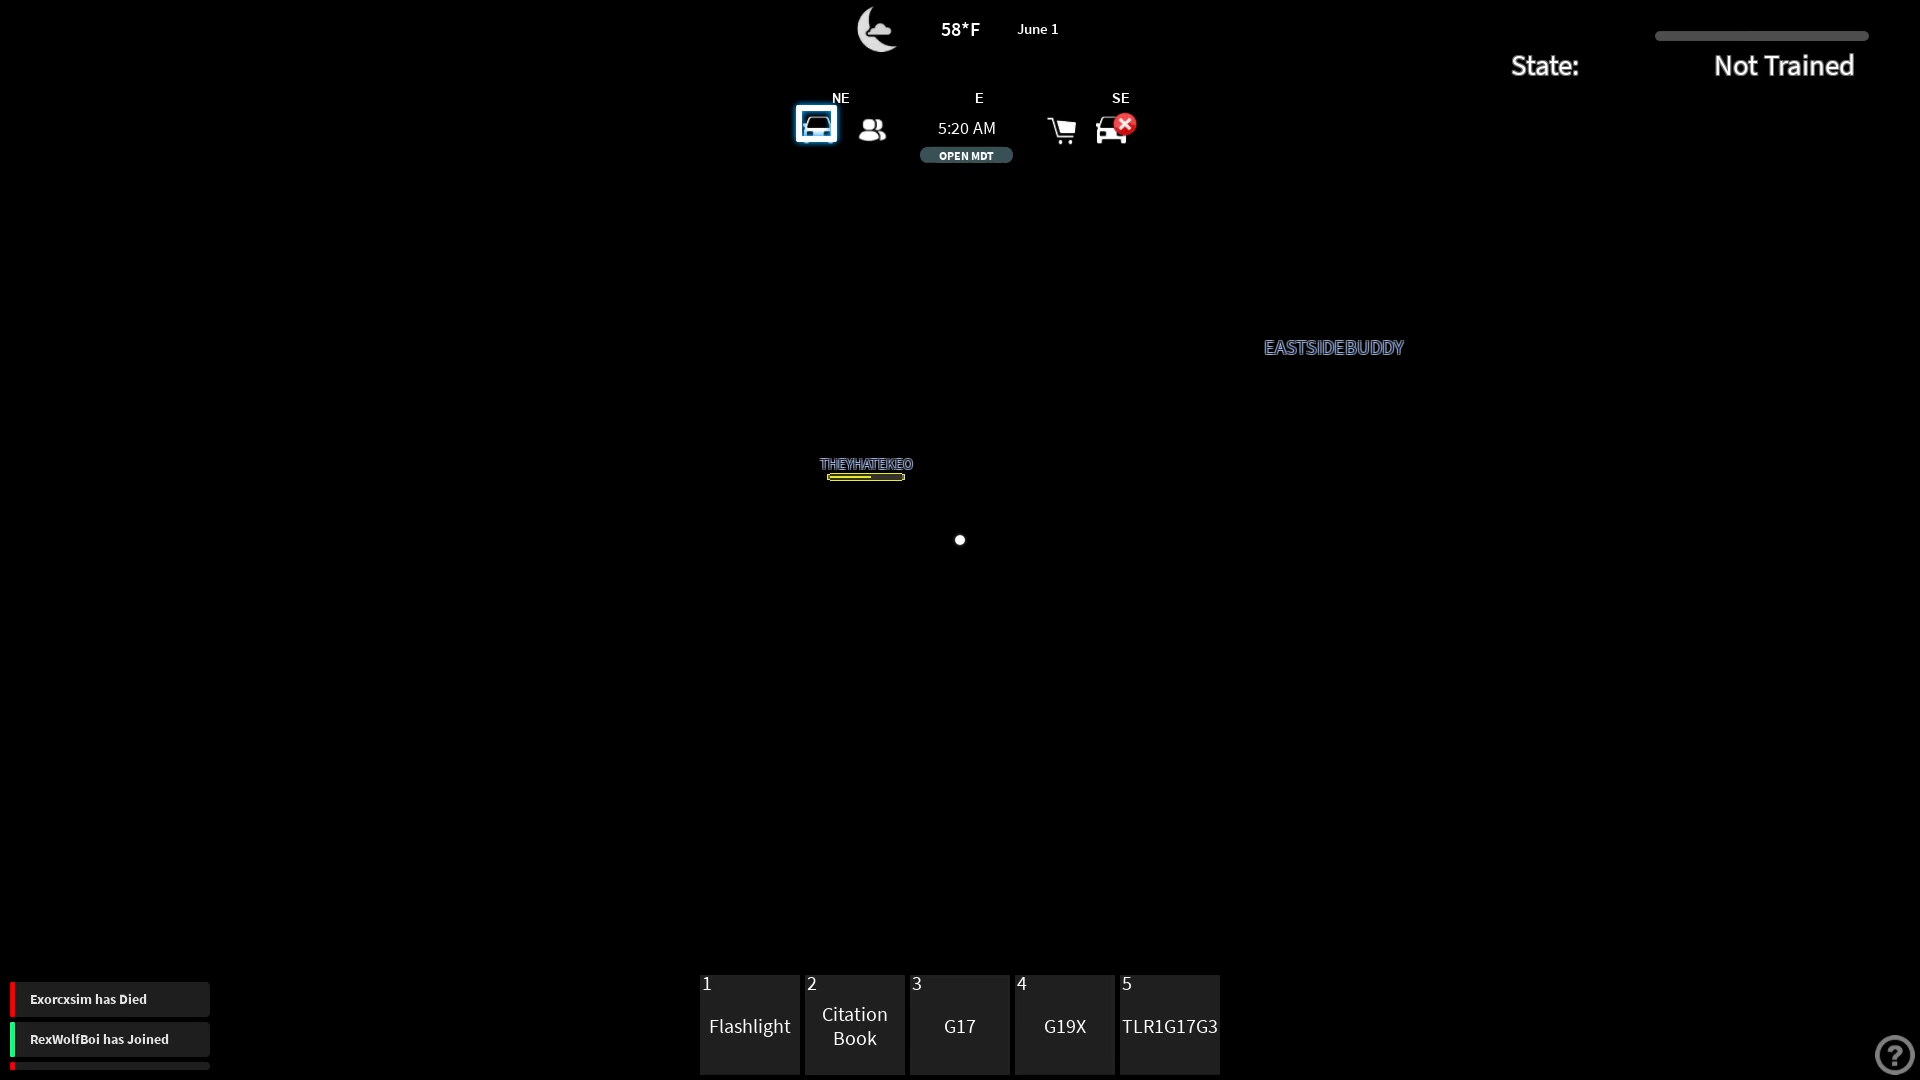 58*F
June 1
State:
Not Trained
NE
E
SE
5:20 AM
OPEN MDT
EASTSIDEBUDDY
THEYHATEKEO
Exorcxsim has Died
RexWolfBoi has Joined
1
Flashlight
2
Citation
Book
3
G17
4
G19X
5
TLR1G17G3
?